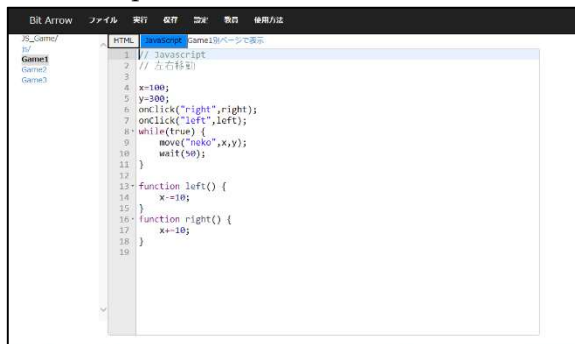 Bit Arrow ファイル 実行 保存 設定 教員 使用方法
JS_Game/
js/
Game1
Game2
Game3
HTML JavaScript Game1別ページで表示
1 // Javascript
2 // 左右移動
3
4 x=100;
5 y=300;
6 onClick("right",right);
7 onClick("left",left);
8 while(true) {
9 move("neko",x,y);
10 wait(50);
11 }
12
13 function left() {
14 x-=10;
15 }
16 function right() {
17 x+=10;
18 }
19